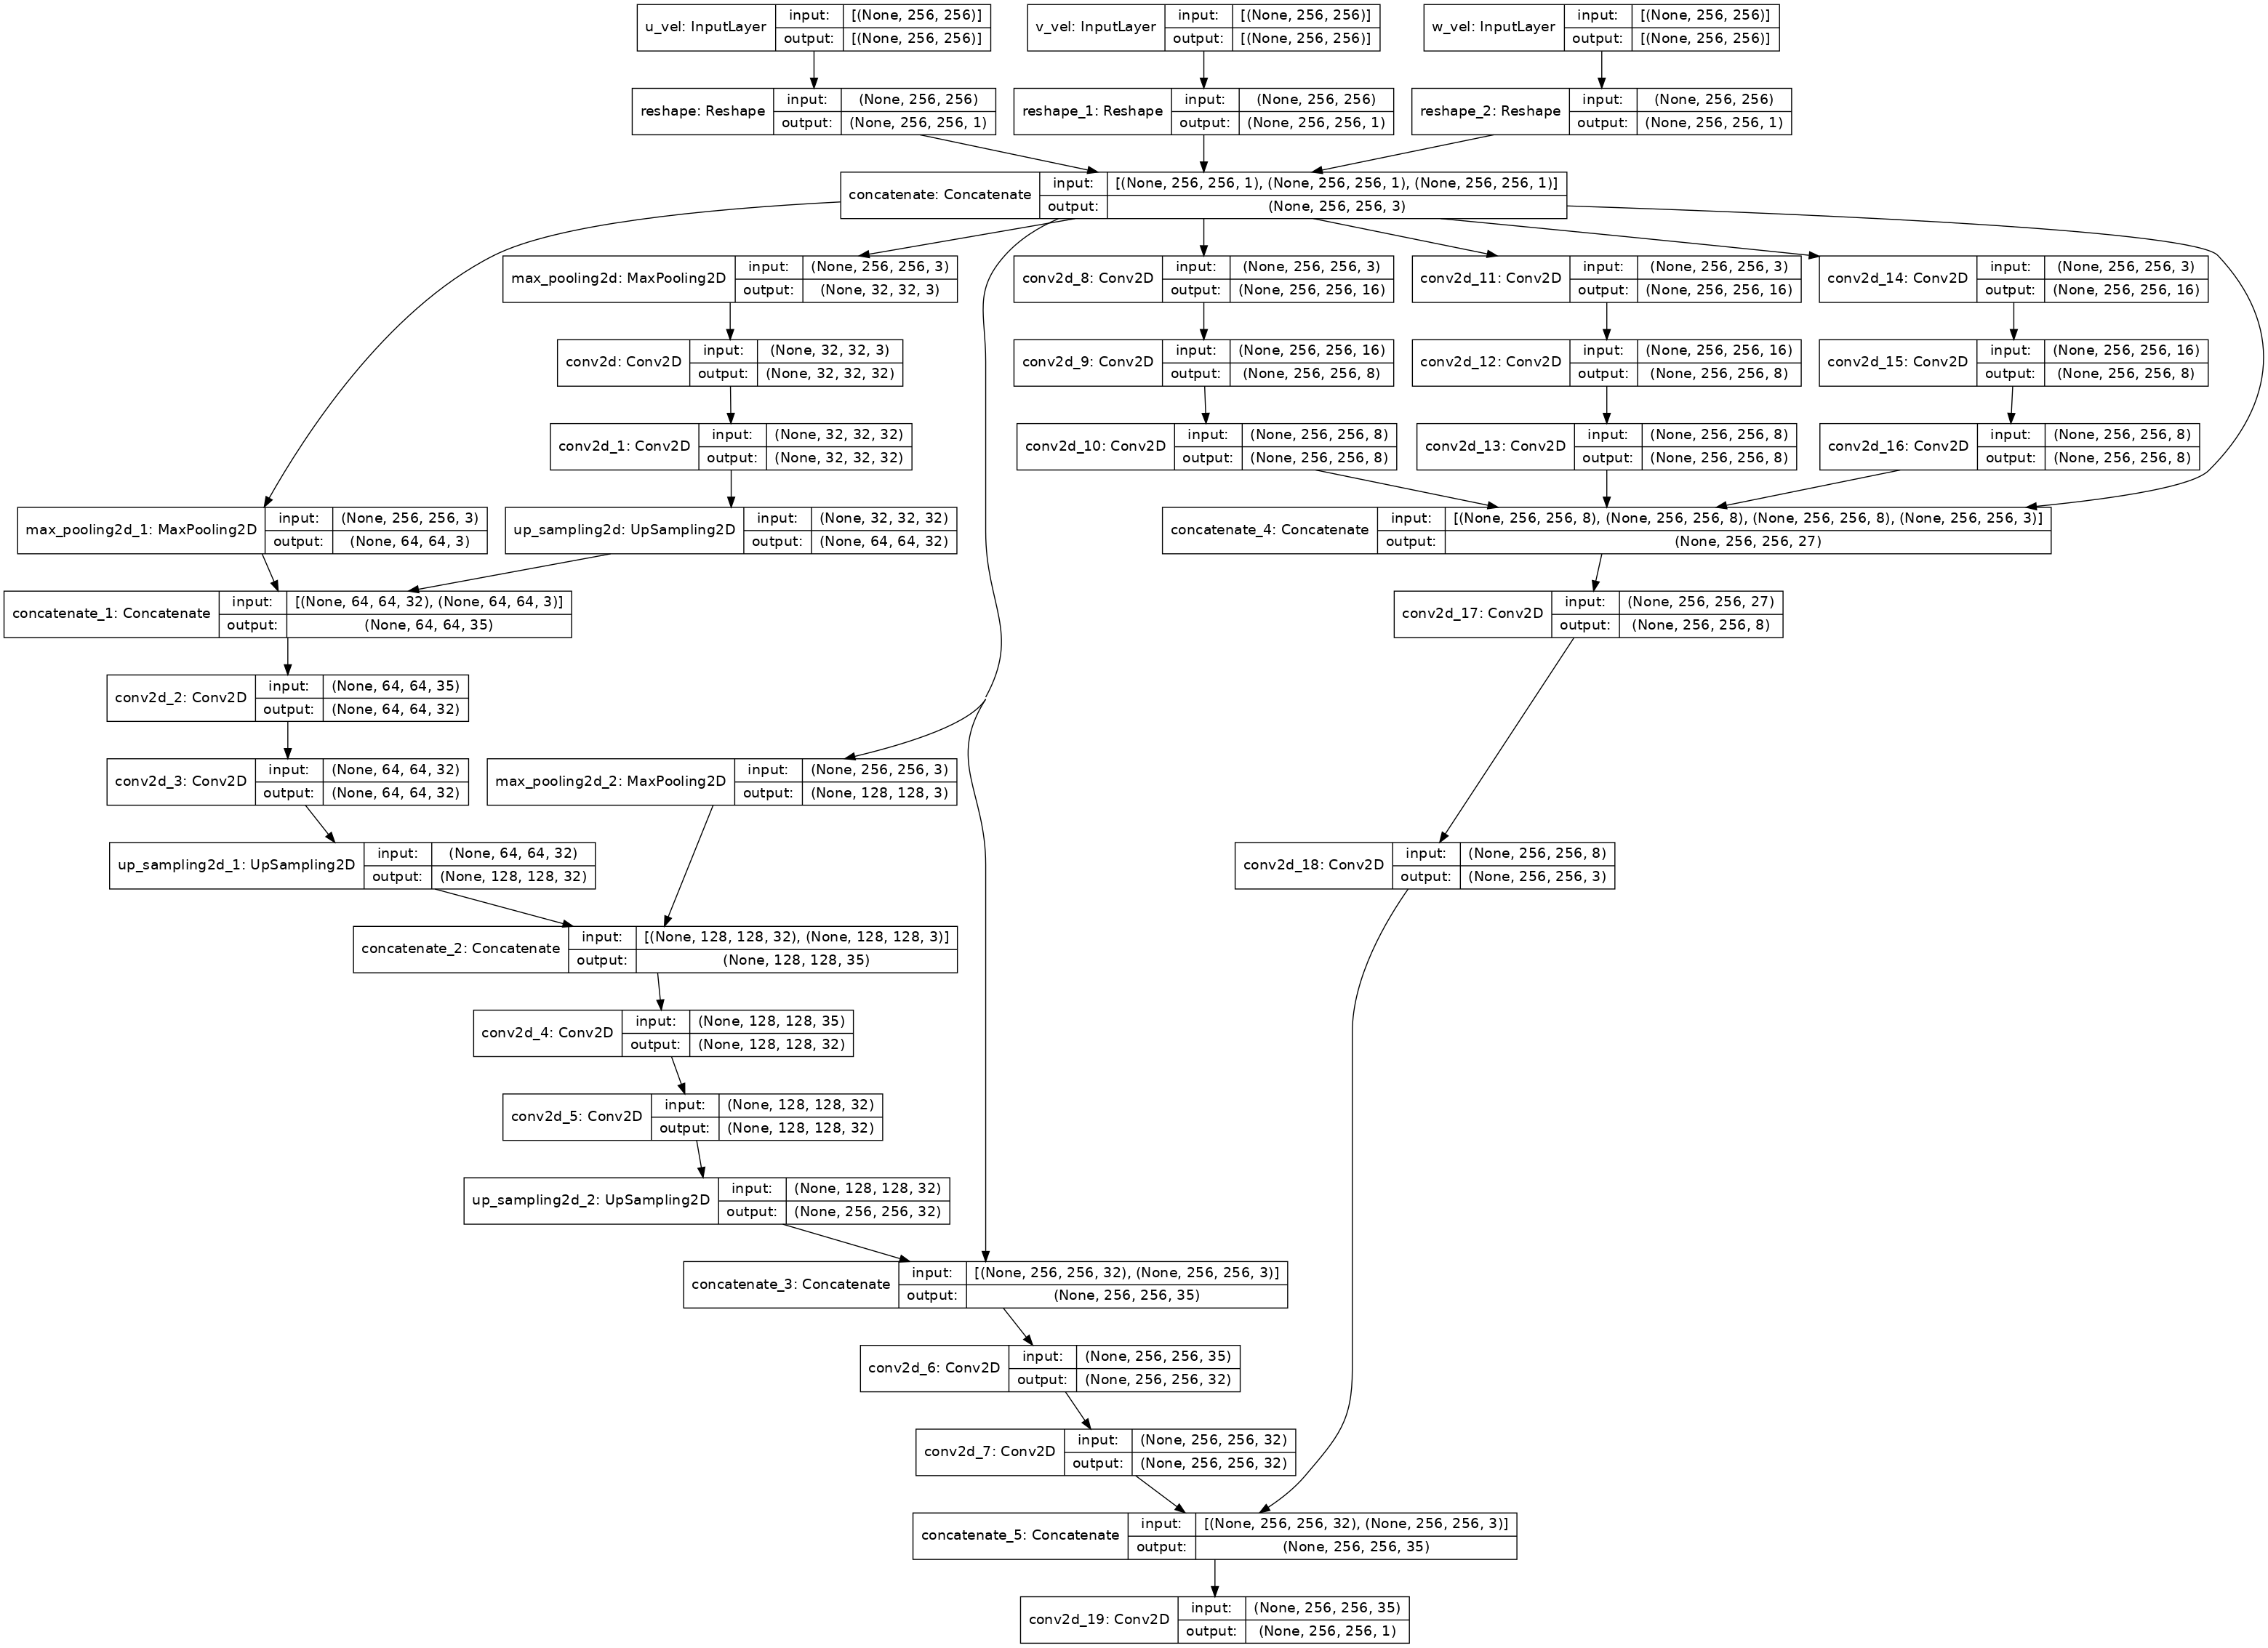 u_vel: InputLayer
input:
[(None, 256, 256)]
output:
[(None, 256, 256)]
v_vel: InputLayer
input:
[(None, 256, 256)]
output:
[(None, 256, 256)]
w_vel: InputLayer
input:
[(None, 256, 256)]
output:
[(None, 256, 256)]
reshape: Reshape
input:
(None, 256, 256)
output:
(None, 256, 256, 1)
reshape_1: Reshape
input:
(None, 256, 256)
output:
(None, 256, 256, 1)
reshape_2: Reshape
input:
(None, 256, 256)
output:
(None, 256, 256, 1)
concatenate: Concatenate
input:
[(None, 256, 256, 1), (None, 256, 256, 1), (None, 256, 256, 1)]
output:
(None, 256, 256, 3)
max_pooling2d: MaxPooling2D
input:
(None, 256, 256, 3)
output:
(None, 32, 32, 3)
conv2d_8: Conv2D
input:
(None, 256, 256, 3)
output:
(None, 256, 256, 16)
conv2d_11: Conv2D
input:
(None, 256, 256, 3)
output:
(None, 256, 256, 16)
conv2d_14: Conv2D
input:
(None, 256, 256, 3)
output:
(None, 256, 256, 16)
conv2d: Conv2D
input:
(None, 32, 32, 3)
output:
(None, 32, 32, 32)
conv2d_9: Conv2D
input:
(None, 256, 256, 16)
output:
(None, 256, 256, 8)
conv2d_12: Conv2D
input:
(None, 256, 256, 16)
output:
(None, 256, 256, 8)
conv2d_15: Conv2D
input:
(None, 256, 256, 16)
output:
(None, 256, 256, 8)
conv2d_1: Conv2D
input:
(None, 32, 32, 32)
output:
(None, 32, 32, 32)
conv2d_10: Conv2D
input:
(None, 256, 256, 8)
output:
(None, 256, 256, 8)
conv2d_13: Conv2D
input:
(None, 256, 256, 8)
output:
(None, 256, 256, 8)
conv2d_16: Conv2D
input:
(None, 256, 256, 8)
output:
(None, 256, 256, 8)
max_pooling2d_1: MaxPooling2D
input:
(None, 256, 256, 3)
output:
(None, 64, 64, 3)
up_sampling2d: UpSampling2D
input:
(None, 32, 32, 32)
output:
(None, 64, 64, 32)
concatenate_4: Concatenate
input:
[(None, 256, 256, 8), (None, 256, 256, 8), (None, 256, 256, 8), (None, 256, 256, 3)]
output:
(None, 256, 256, 27)
concatenate_1: Concatenate
input:
[(None, 64, 64, 32), (None, 64, 64, 3)]
output:
(None, 64, 64, 35)
conv2d_17: Conv2D
input:
(None, 256, 256, 27)
output:
(None, 256, 256, 8)
conv2d_2: Conv2D
input:
(None, 64, 64, 35)
output:
(None, 64, 64, 32)
conv2d_3: Conv2D
input:
(None, 64, 64, 32)
output:
(None, 64, 64, 32)
max_pooling2d_2: MaxPooling2D
input:
(None, 256, 256, 3)
output:
(None, 128, 128, 3)
up_sampling2d_1: UpSampling2D
input:
(None, 64, 64, 32)
output:
(None, 128, 128, 32)
conv2d_18: Conv2D
input:
(None, 256, 256, 8)
output:
(None, 256, 256, 3)
concatenate_2: Concatenate
input:
[(None, 128, 128, 32), (None, 128, 128, 3)]
output:
(None, 128, 128, 35)
conv2d_4: Conv2D
input:
(None, 128, 128, 35)
output:
(None, 128, 128, 32)
conv2d_5: Conv2D
input:
(None, 128, 128, 32)
output:
(None, 128, 128, 32)
up_sampling2d_2: UpSampling2D
input:
(None, 128, 128, 32)
output:
(None, 256, 256, 32)
concatenate_3: Concatenate
input:
[(None, 256, 256, 32), (None, 256, 256, 3)]
output:
(None, 256, 256, 35)
conv2d_6: Conv2D
input:
(None, 256, 256, 35)
output:
(None, 256, 256, 32)
conv2d_7: Conv2D
input:
(None, 256, 256, 32)
output:
(None, 256, 256, 32)
concatenate_5: Concatenate
input:
[(None, 256, 256, 32), (None, 256, 256, 3)]
output:
(None, 256, 256, 35)
conv2d_19: Conv2D
input:
(None, 256, 256, 35)
output:
(None, 256, 256, 1)